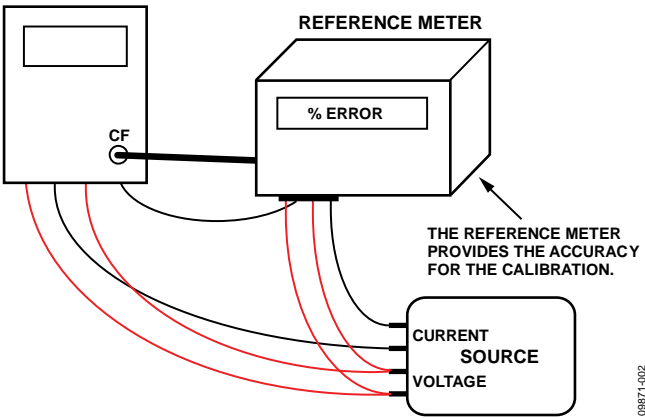 REFERENCE METER
% ERROR
CF
THE REFERENCE METER
PROVIDES THE ACCURACY
FOR THE CALIBRATION.
CURRENT
SOURCE
VOLTAGE
09871-002